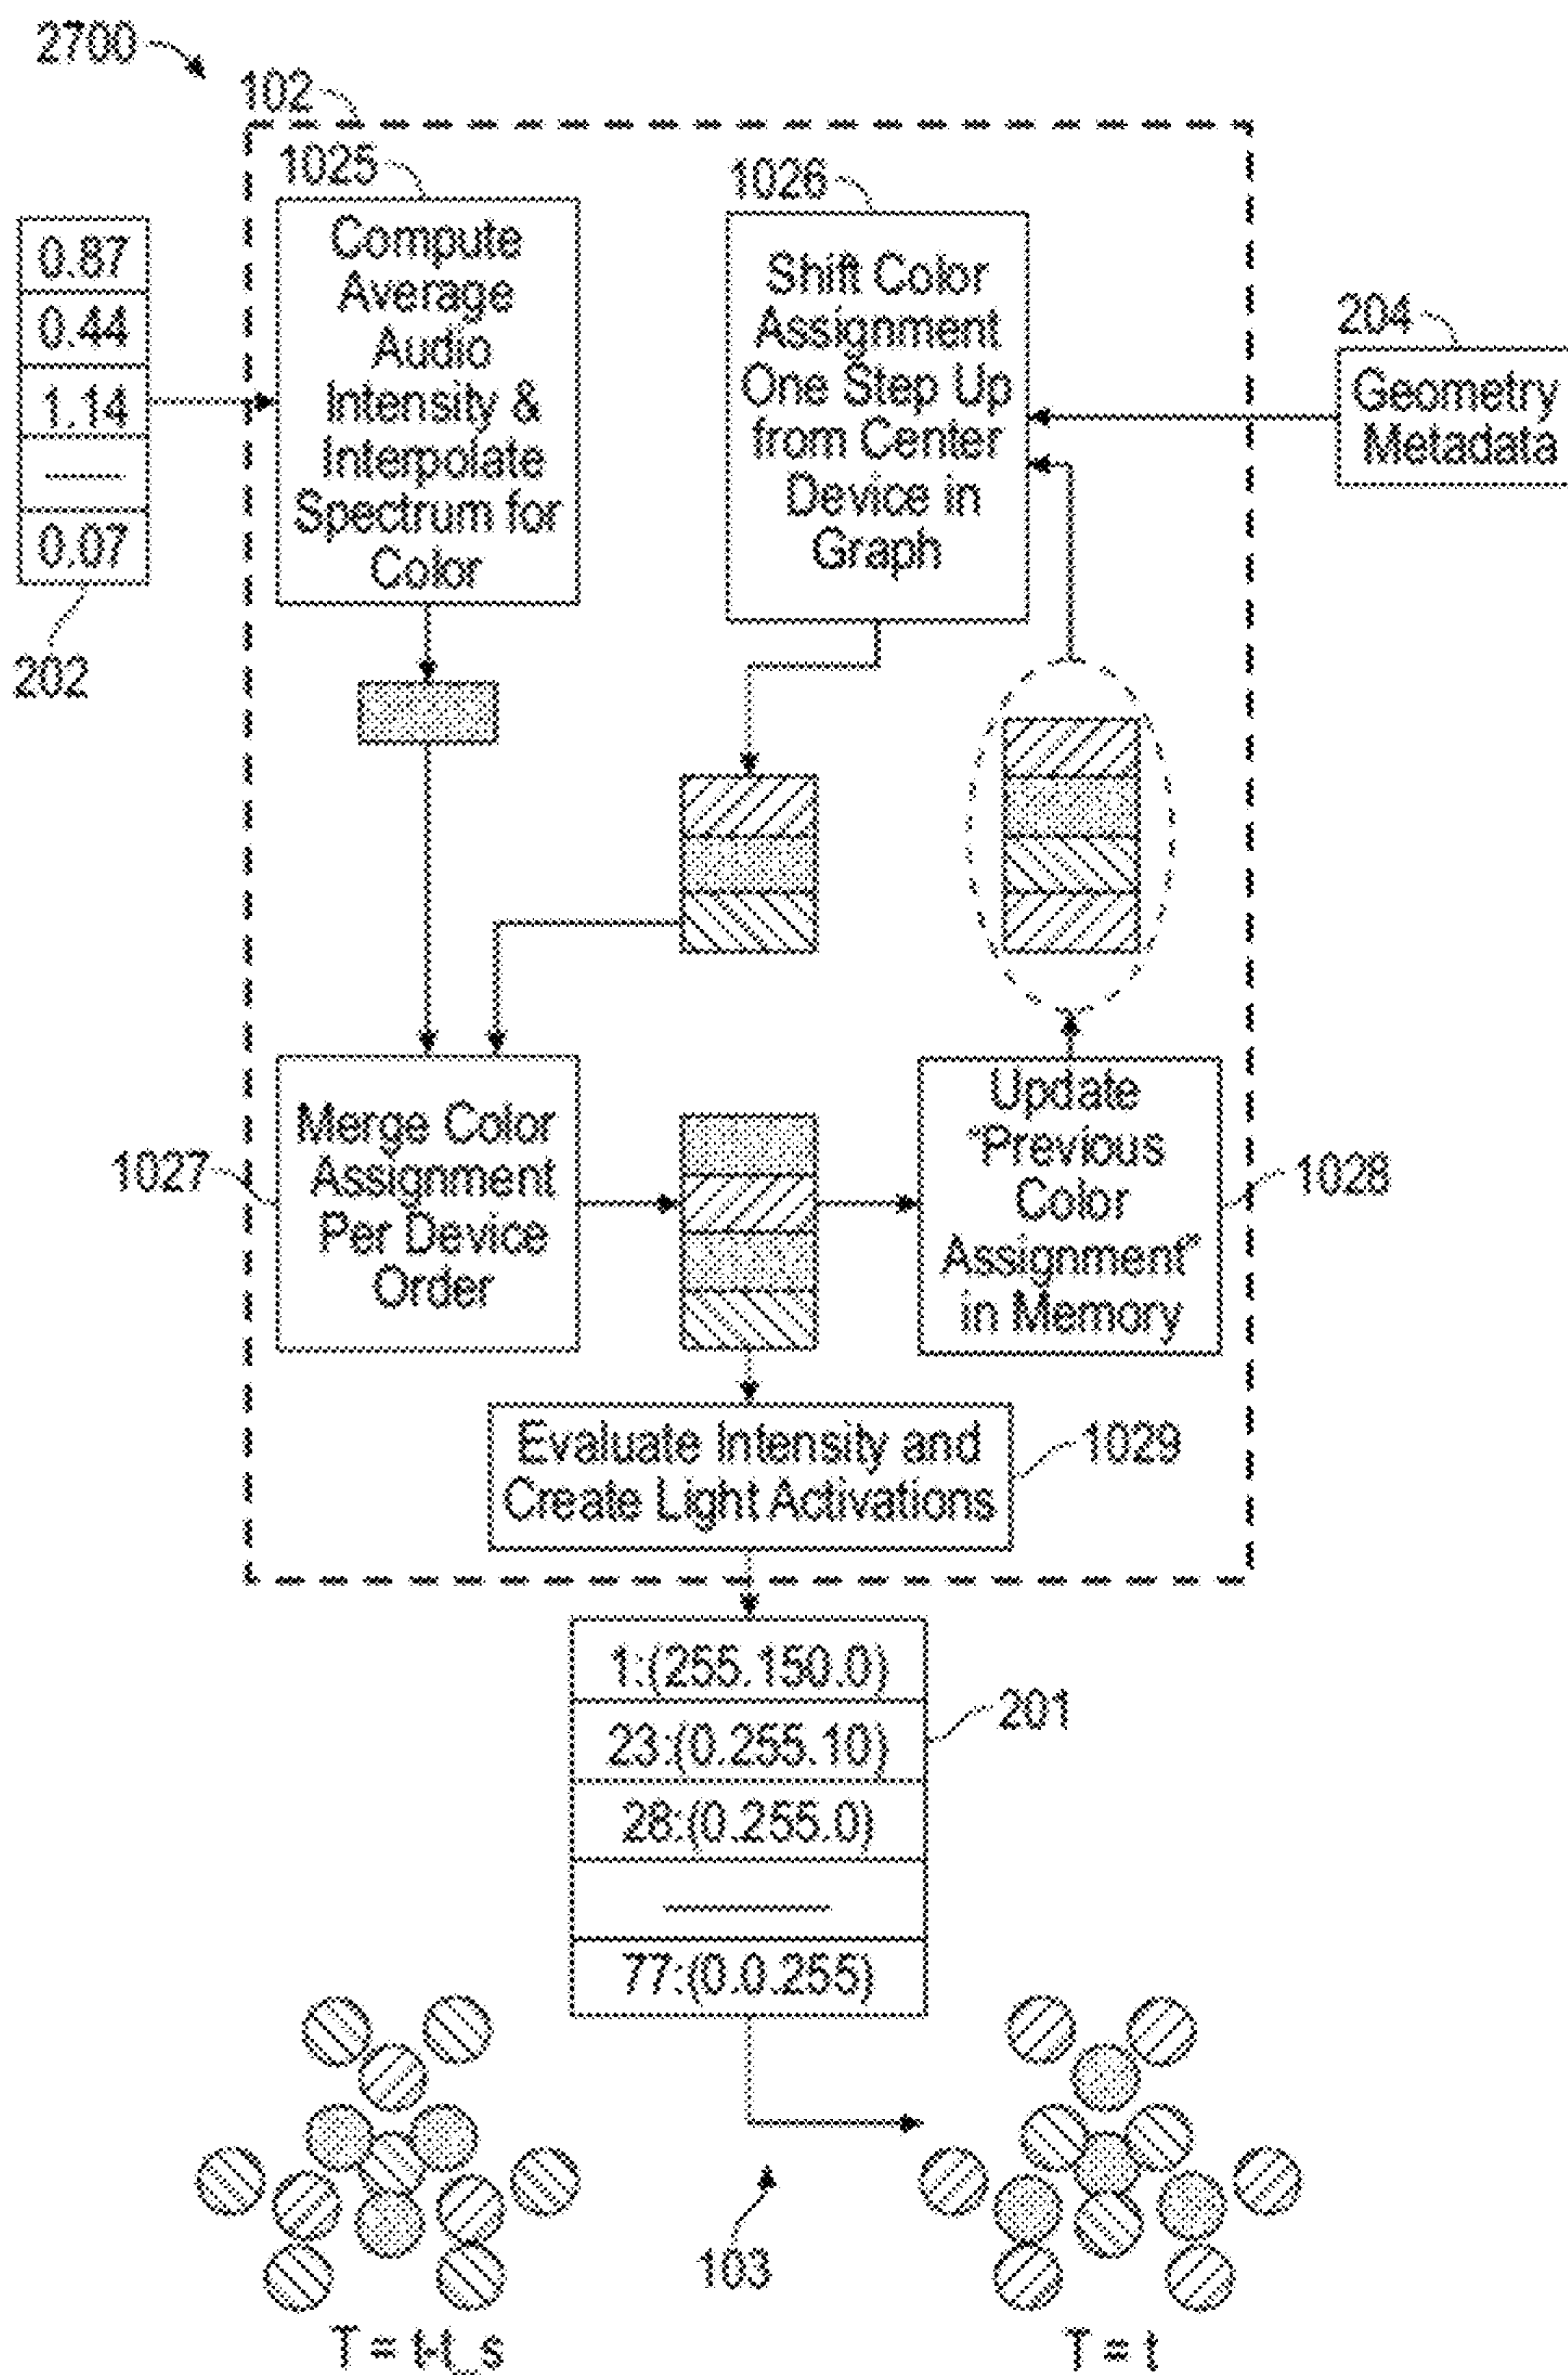 2700
102
1025
Compute
Average
Audio
Intensity &
Interpolate
Spectrum for
Color
1026
Shift Color
Assignment
One Step Up
from Center
Device in
Graph
204
Geometry
Metadata
0.87
0.44
1.14
0.07
202
1027
Merge Color
Assignment
Per Device
Order
Update
"Previous
Color
Assignment"
in Memory
1028
Evaluate Intensity and
Create Light Activations
1029
1:(255.150.0)
23:(0.255.10)
28:(0.255.0)
77:(0.0.255)
201
103
T = t-t_s
T = t